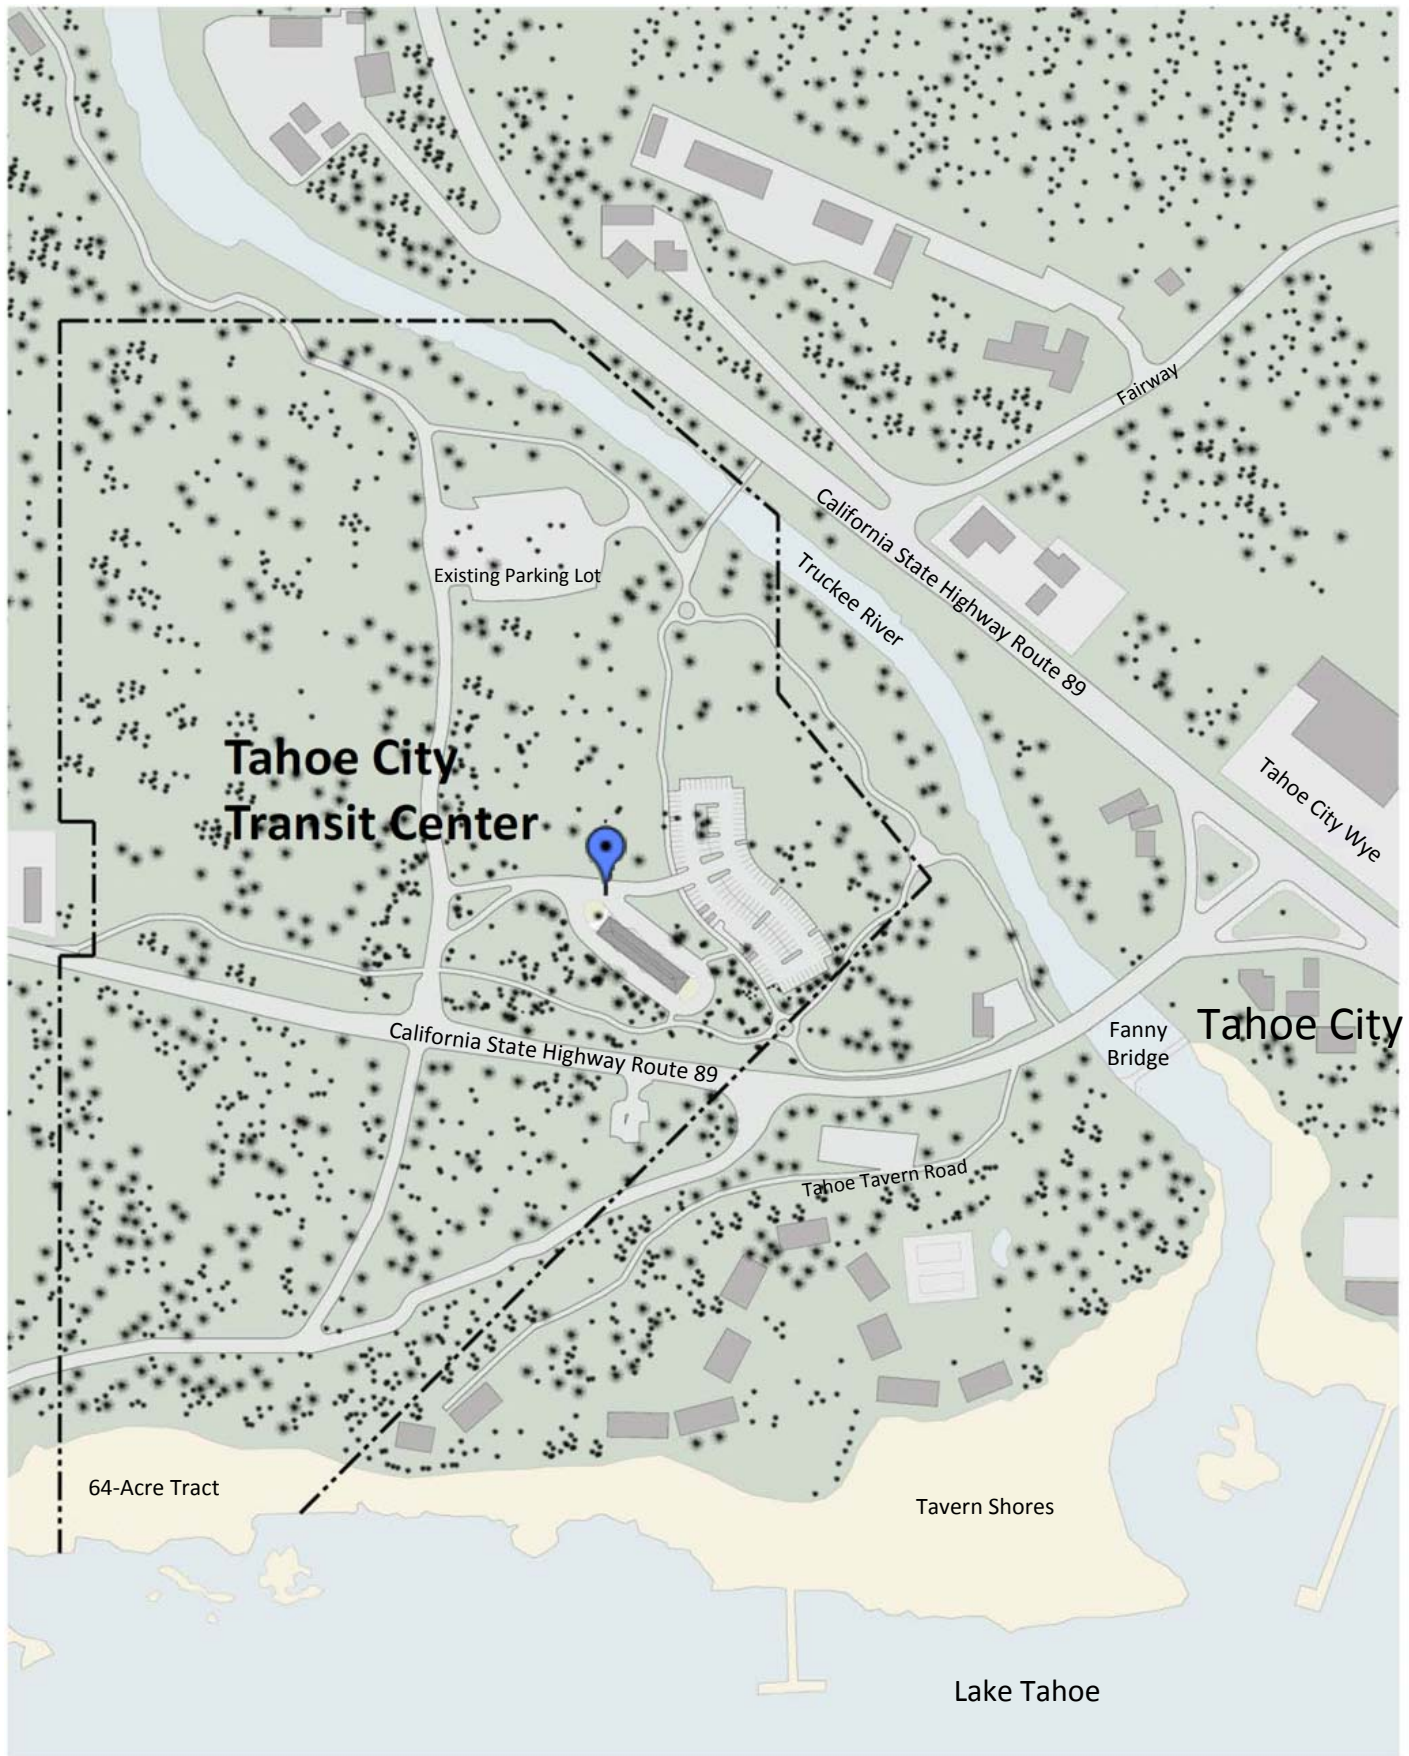 Fairway
California State Highway Route 89
Existing Parking Lot
Truckee River
Tahoe City
Transit Center
Tahoe City Wye
California State Highway Route 89
Fanny
Bridge
Tahoe City
Tahoe Tavern Road
64-Acre Tract
Tavern Shores
Lake Tahoe